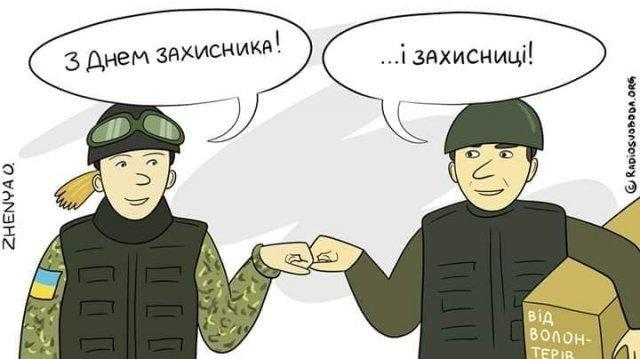 З Днем захисника!
...і захисниці!
ZHENYA O.
© RADIOSVOBODA.ORG
ВІД
ВОЛОН-
ТЕРІВ